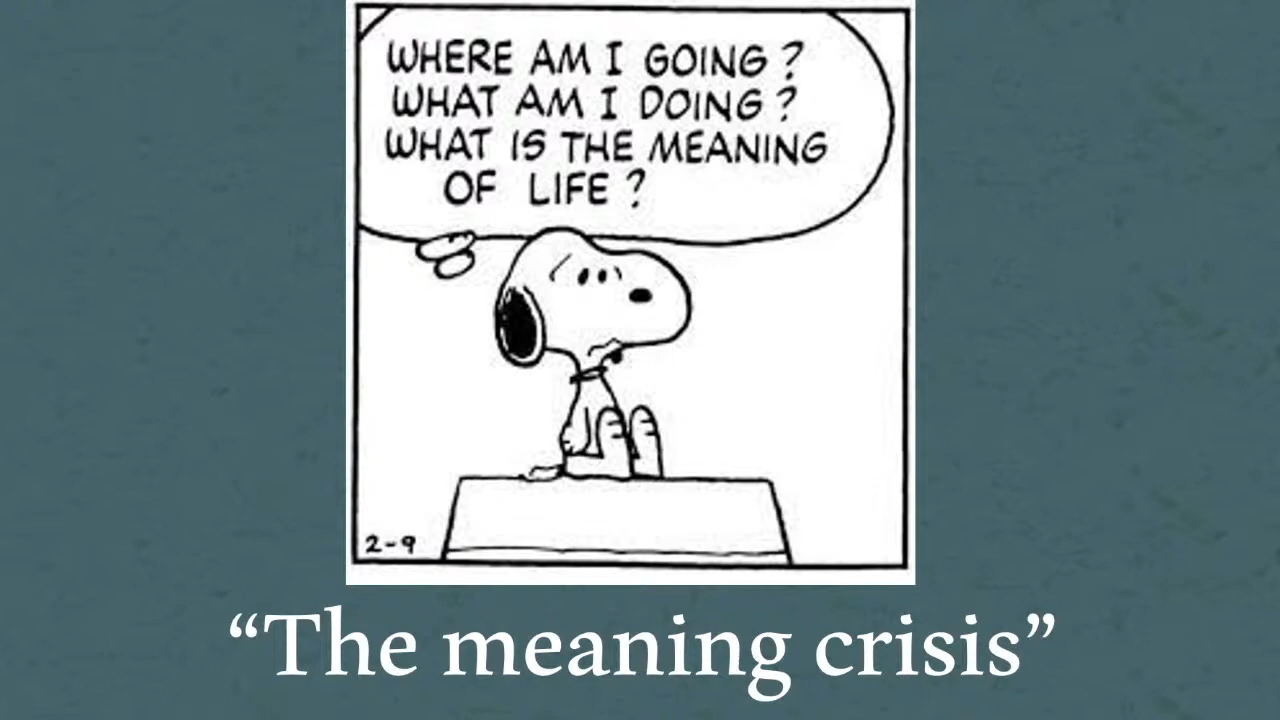 WHERE AM I GOING?
WHAT AM I DOING?
WHAT IS THE MEANING
OF LIFE?
2-9
“The meaning crisis”